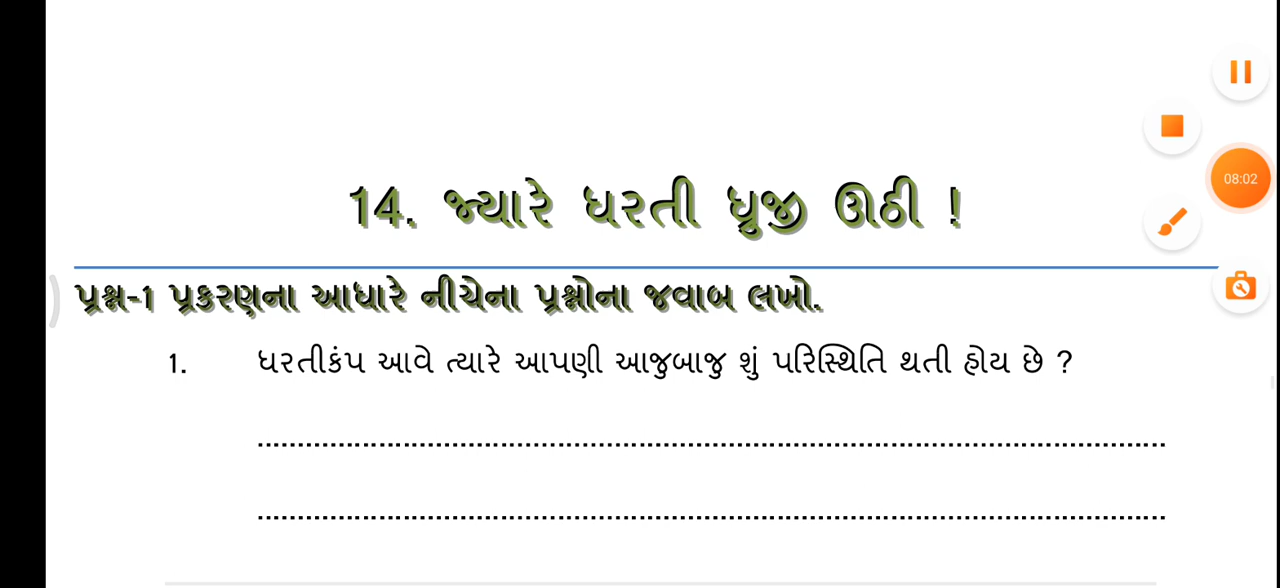 08:02
14. જ્યારે ધરતી ધ્રુજી ઊઠી !
પ્રશ્ન-1 પ્રકરણના આધારે નીચેના પ્રશ્નોના જવાબ લખો.
1. ધરતીકંપ આવે ત્યારે આપણી આજુબાજુ શું પરિસ્થિતિ થતી હોય છે ?